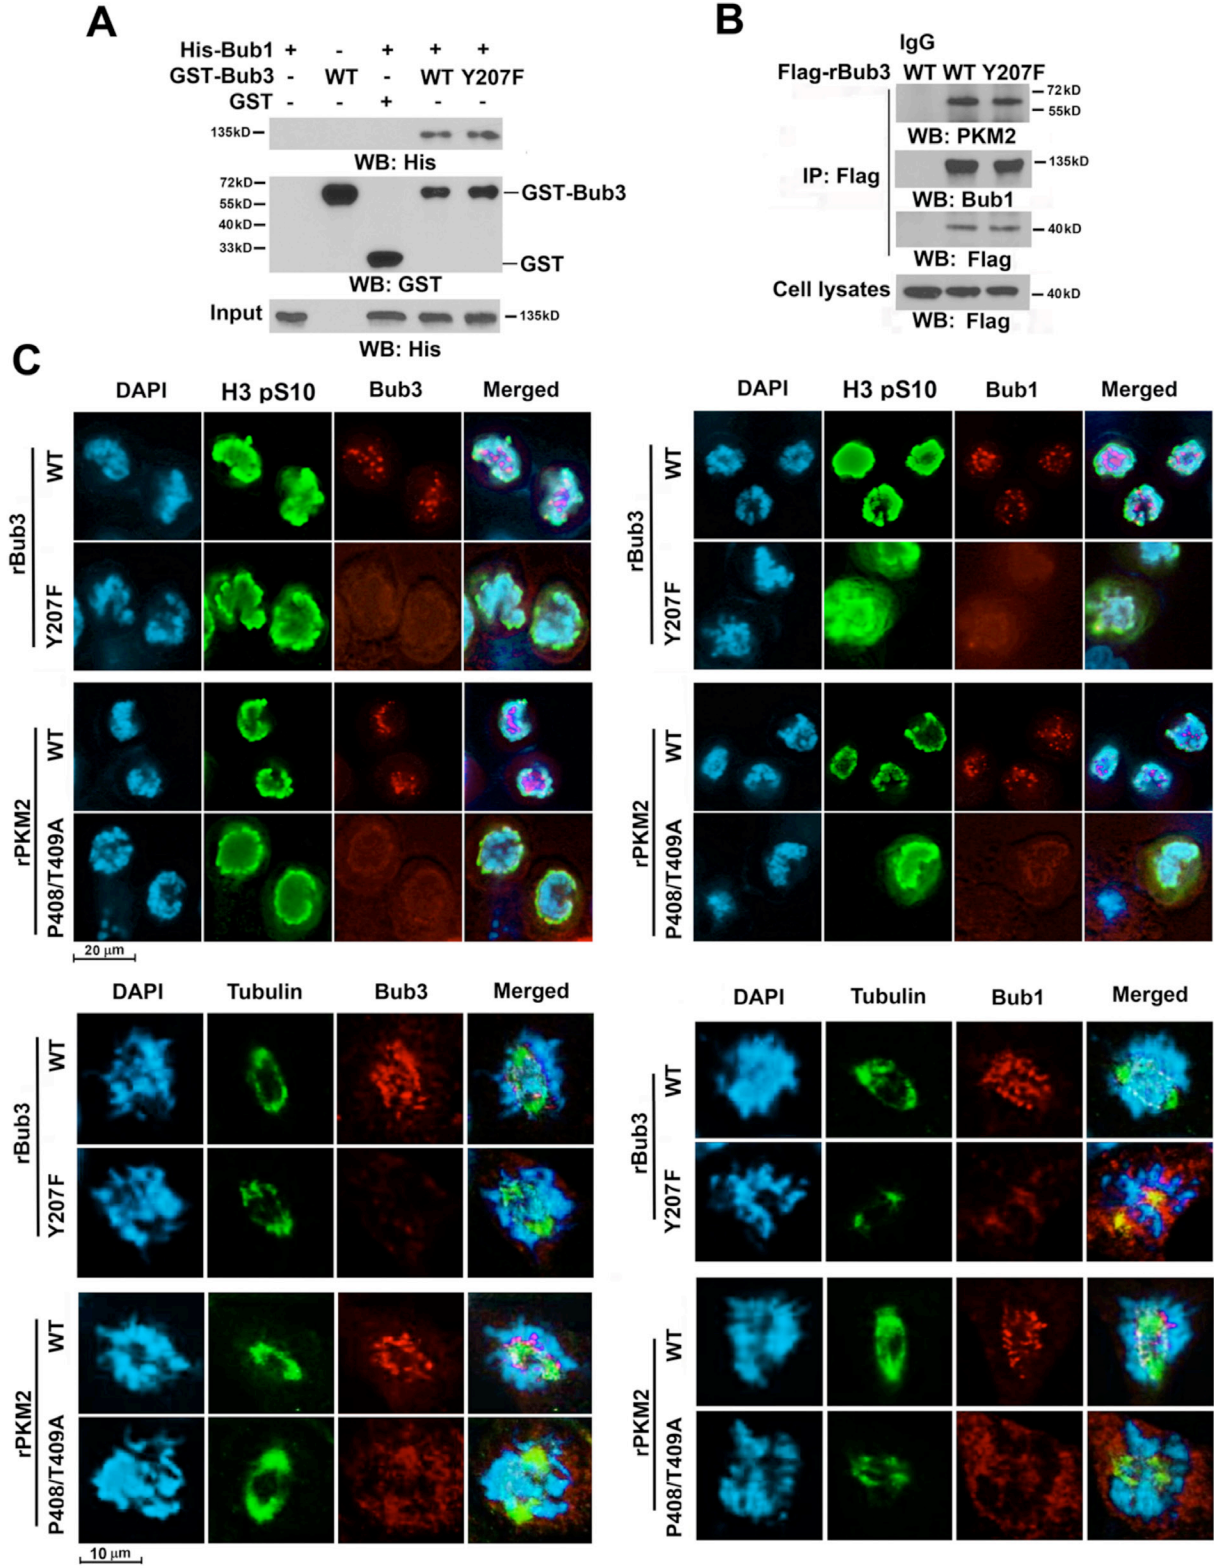 A
His-Bub1 + - + + +
GST-Bub3 - WT - WT Y207F
GST - - + - -
135kD
WB: His
72kD
55kD
40kD
33kD
GST-Bub3
GST
WB: GST
Input
135kD
WB: His
B
IgG
Flag-rBub3 WT WT Y207F
72kD
55kD
WB: PKM2
IP: Flag
135kD
WB: Bub1
40kD
WB: Flag
Cell lysates
40kD
WB: Flag
C
DAPI H3 pS10 Bub3 Merged
rBub3
WT
Y207F
rPKM2
WT
P408/T409A
20 μm
DAPI H3 pS10 Bub1 Merged
rBub3
WT
Y207F
rPKM2
WT
P408/T409A
DAPI Tubulin Bub3 Merged
rBub3
WT
Y207F
rPKM2
WT
P408/T409A
10 μm
DAPI Tubulin Bub1 Merged
rBub3
WT
Y207F
rPKM2
WT
P408/T409A